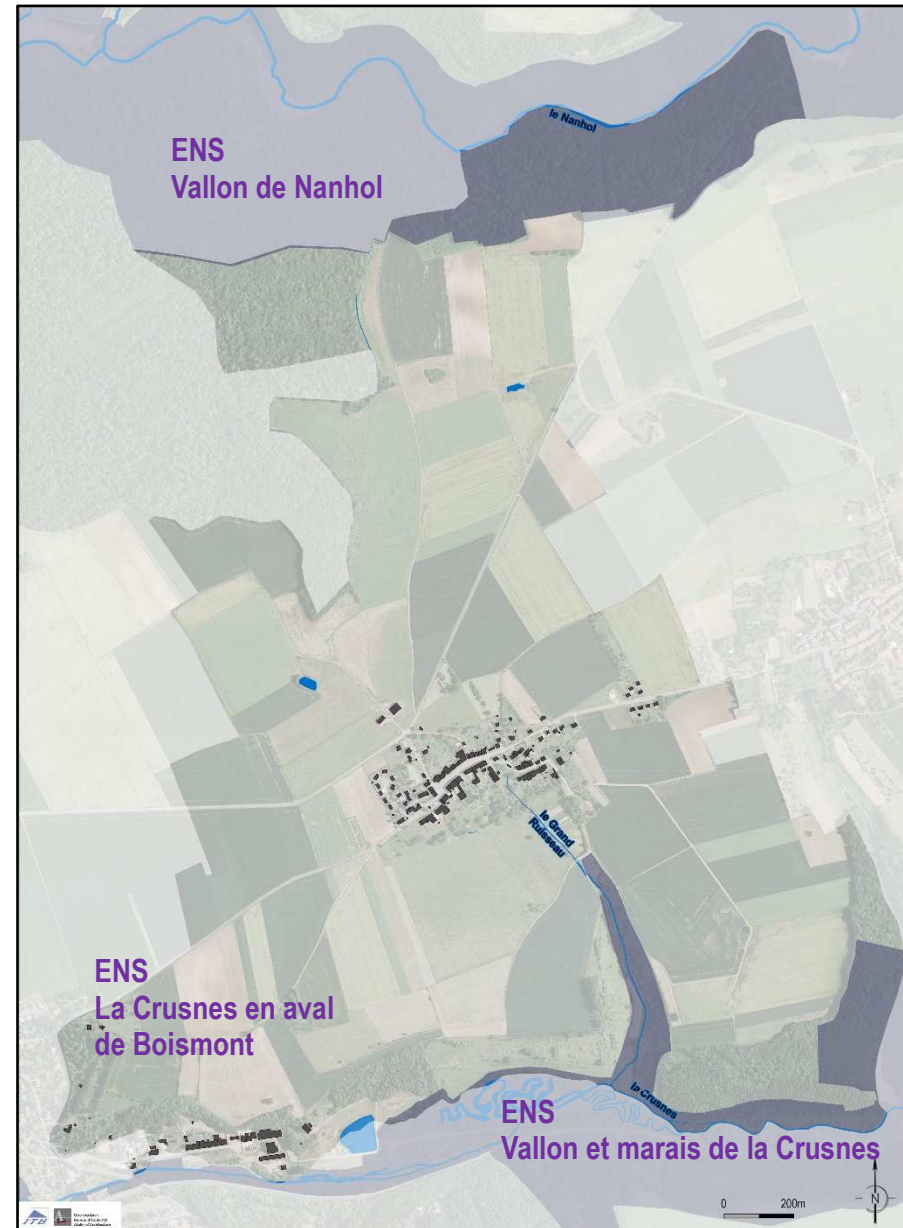 le Nanhol
ENS
Vallon de Nanhol
le Grand
Ruisseau
ENS
La Crusnes en aval
de Boismont
la Crusnes
ENS
Vallon et marais de la Crusnes
0 200m
N
ITB